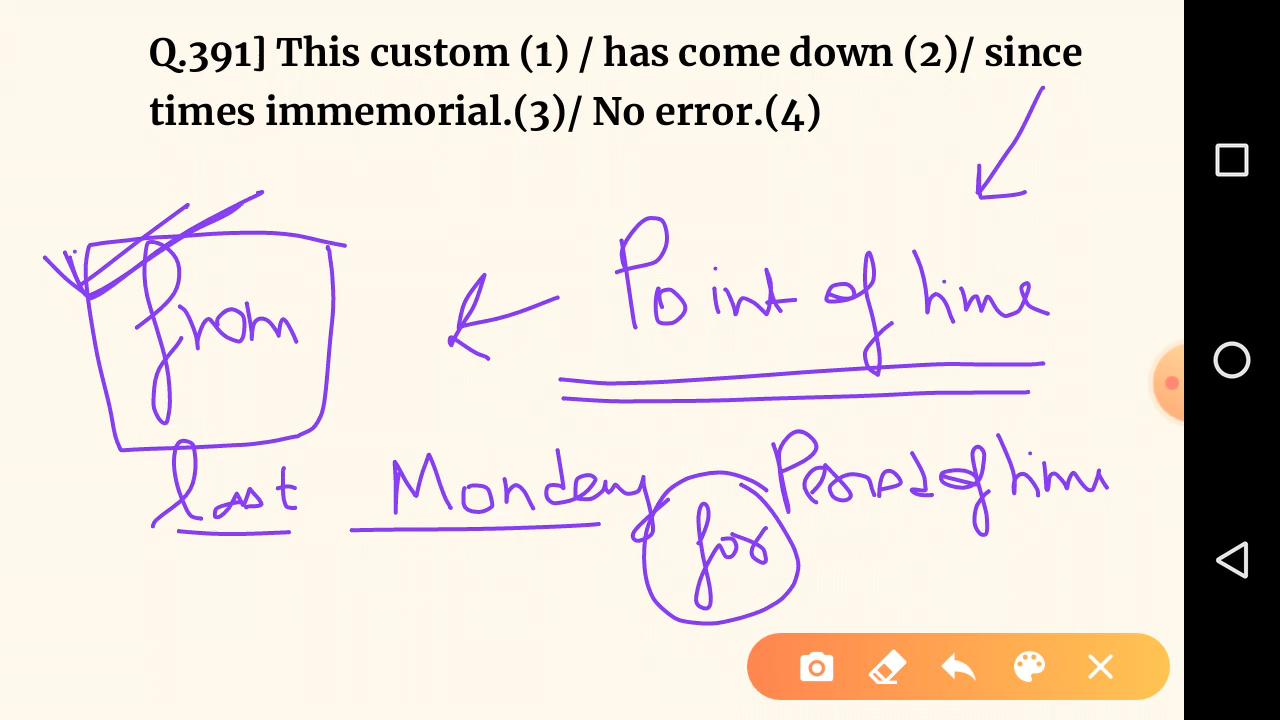 Q.391] This custom (1) / has come down (2)/ since
times immemorial.(3)/ No error.(4)
from
Point of time
last Monday
for
Period of time